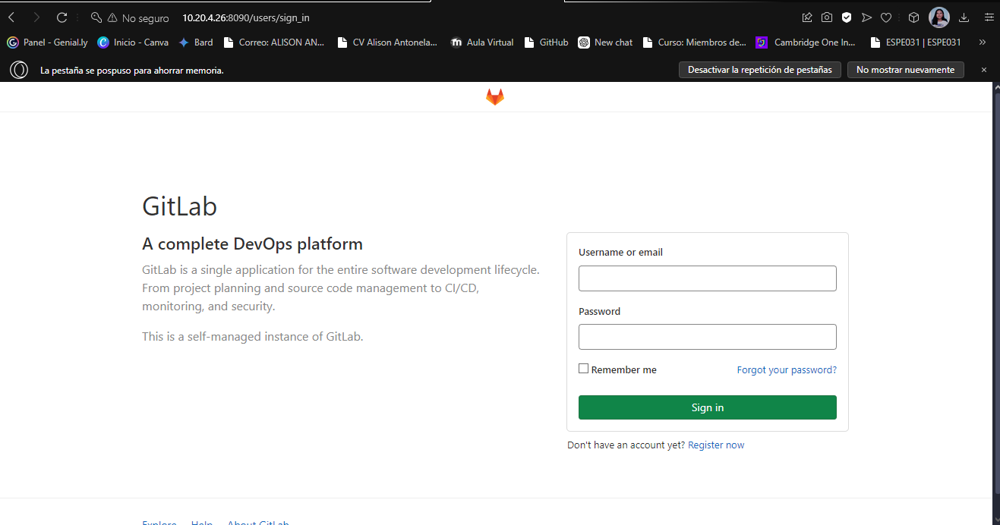 No seguro 10.20.4.26:8090/users/sign_in
Panel - Genial.ly Inicio - Canva Bard Correo: ALISON AN... CV Alison Antonela... m Aula Virtual GitHub New chat Curso: Miembros de... Cambridge One In... ESPE031 | ESPE031 »
La pestaña se pospuso para ahorrar memoria. Desactivar la repetición de pestañas No mostrar nuevamente ×
GitLab
A complete DevOps platform
GitLab is a single application for the entire software development lifecycle.
From project planning and source code management to CI/CD,
monitoring, and security.
This is a self-managed instance of GitLab.
Username or email
Password
Remember me Forgot your password?
Sign in
Don't have an account yet? Register now
Explore Help About GitLab